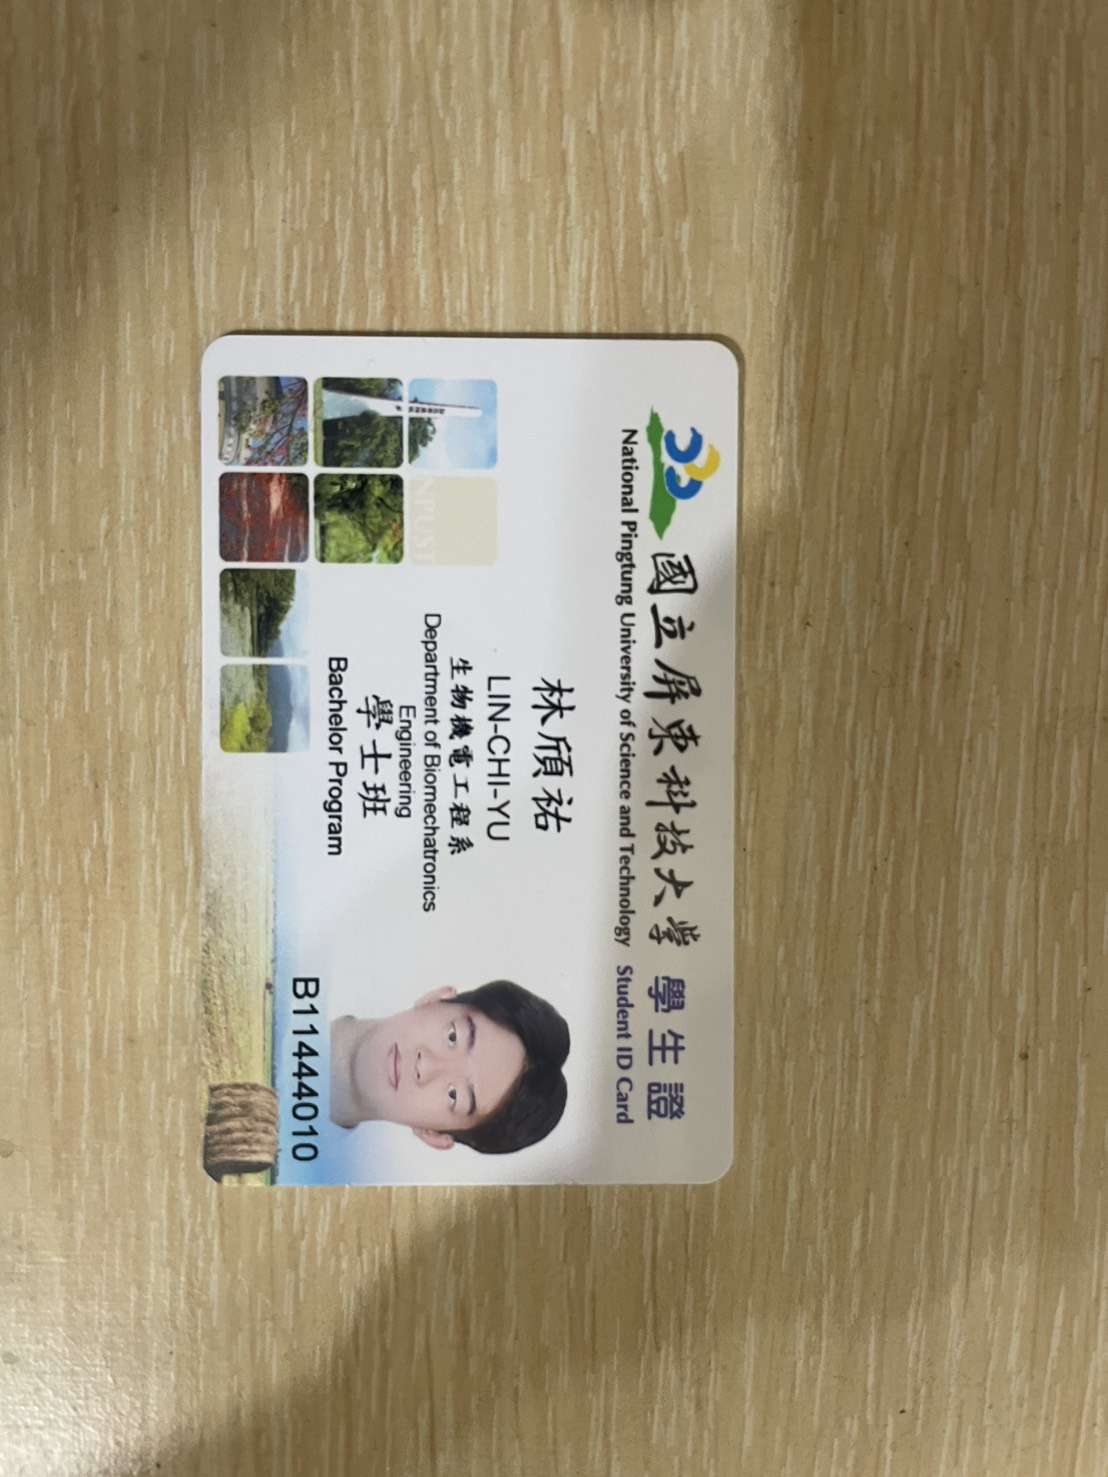 國立屏東科技大學 學生證
National Pingtung University of Science and Technology Student ID Card
林頎祐
LIN-CHI-YU
生物機電工程系
Department of Biomechatronics
Engineering
學士班
Bachelor Program
B11444010
NPUST